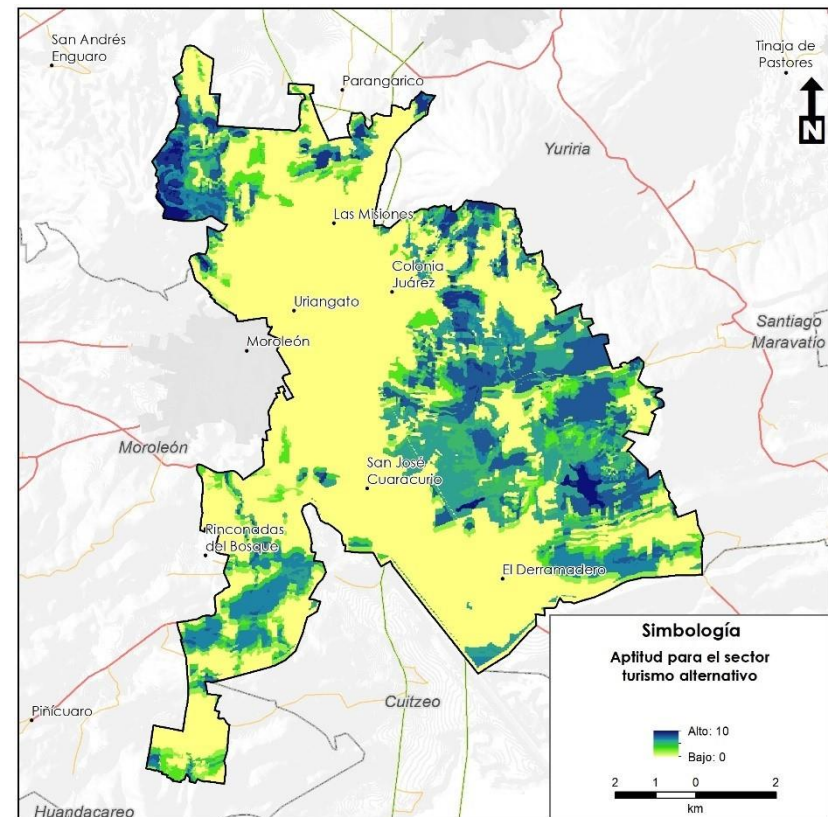 San Andrés
Enguaro
Parangarico
Tinaja de
Pastores
N
Yuriria
Las Misiones
Colonia
Juárez
Uriangato
Moroleón
Santiago
Maravatío
Moroleón
San José
Cuaracurio
Rinconadas
del Bosque
El Derramadero
Piñícuaro
Cuitzeo
Huandacareo
Simbología
Aptitud para el sector
turismo alternativo
Alto: 10
Bajo: 0
2 1 0 2
km